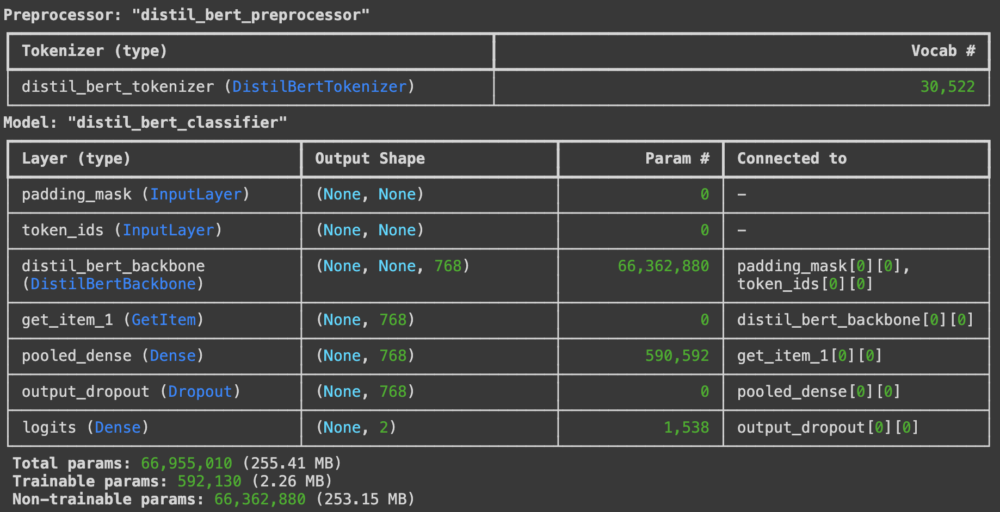 Preprocessor: "distil_bert_preprocessor"
Tokenizer (type) Vocab #
distil_bert_tokenizer (DistilBertTokenizer) 30,522
Model: "distil_bert_classifier"
Layer (type) Output Shape Param # Connected to
padding_mask (InputLayer) (None, None) 0 –
token_ids (InputLayer) (None, None) 0 –
distil_bert_backbone (None, None, 768) 66,362,880 padding_mask[0][0],
(DistilBertBackbone) token_ids[0][0]
get_item_1 (GetItem) (None, 768) 0 distil_bert_backbone[0][0]
pooled_dense (Dense) (None, 768) 590,592 get_item_1[0][0]
output_dropout (Dropout) (None, 768) 0 pooled_dense[0][0]
logits (Dense) (None, 2) 1,538 output_dropout[0][0]
Total params: 66,955,010 (255.41 MB)
Trainable params: 592,130 (2.26 MB)
Non-trainable params: 66,362,880 (253.15 MB)